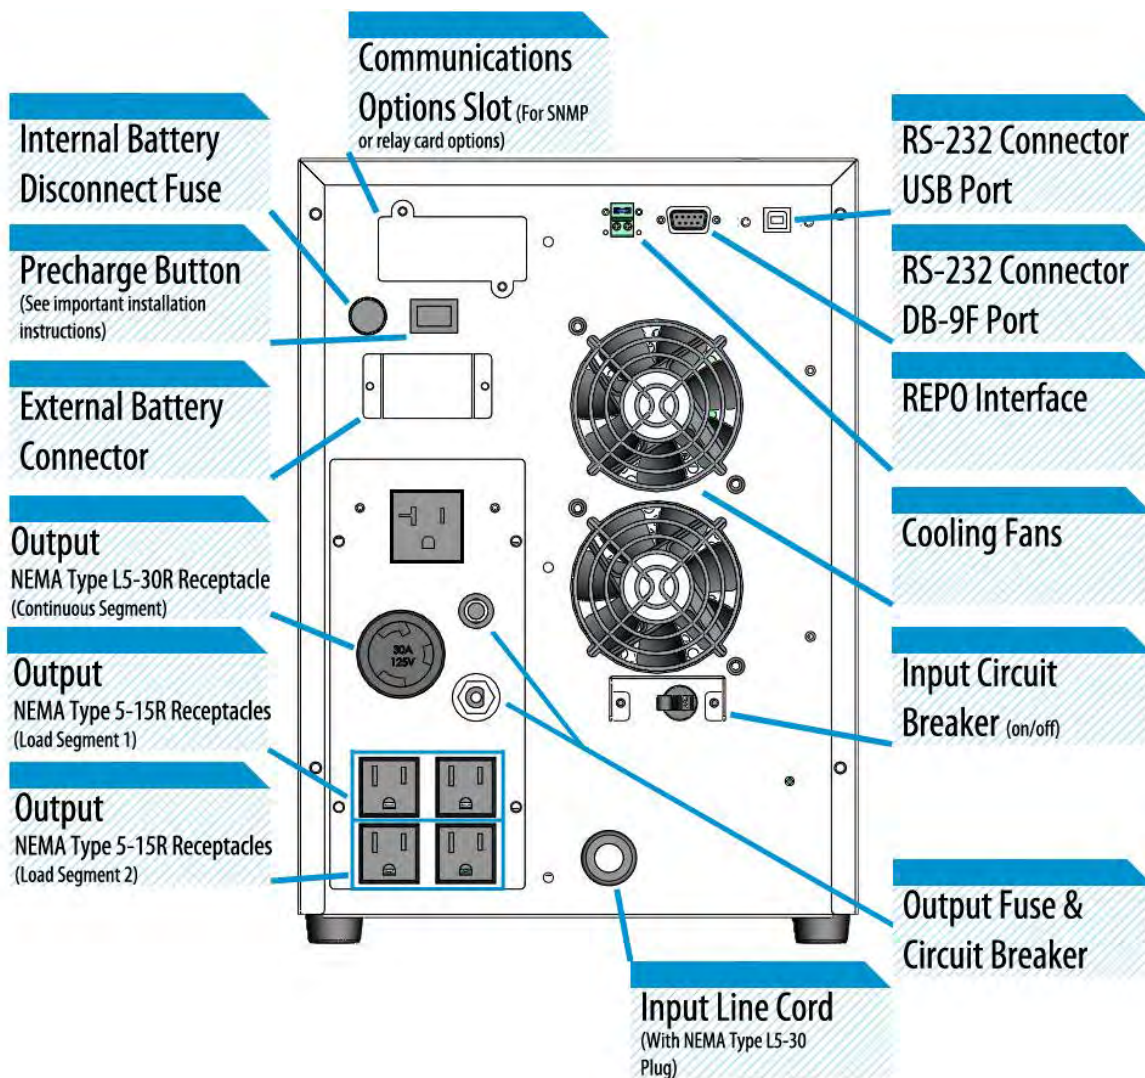 Communications
Options Slot (For SNMP
or relay card options)
Internal Battery
Disconnect Fuse
Precharge Button
(See important installation
instructions)
External Battery
Connector
Output
NEMA Type L5-30R Receptacle
(Continuous Segment)
Output
NEMA Type 5-15R Receptacles
(Load Segment 1)
Output
NEMA Type 5-15R Receptacles
(Load Segment 2)
30A
125V
RS-232 Connector
USB Port
RS-232 Connector
DB-9F Port
REPO Interface
Cooling Fans
Input Circuit
Breaker (on/off)
Output Fuse &
Circuit Breaker
Input Line Cord
(With NEMA Type L5-30
Plug)